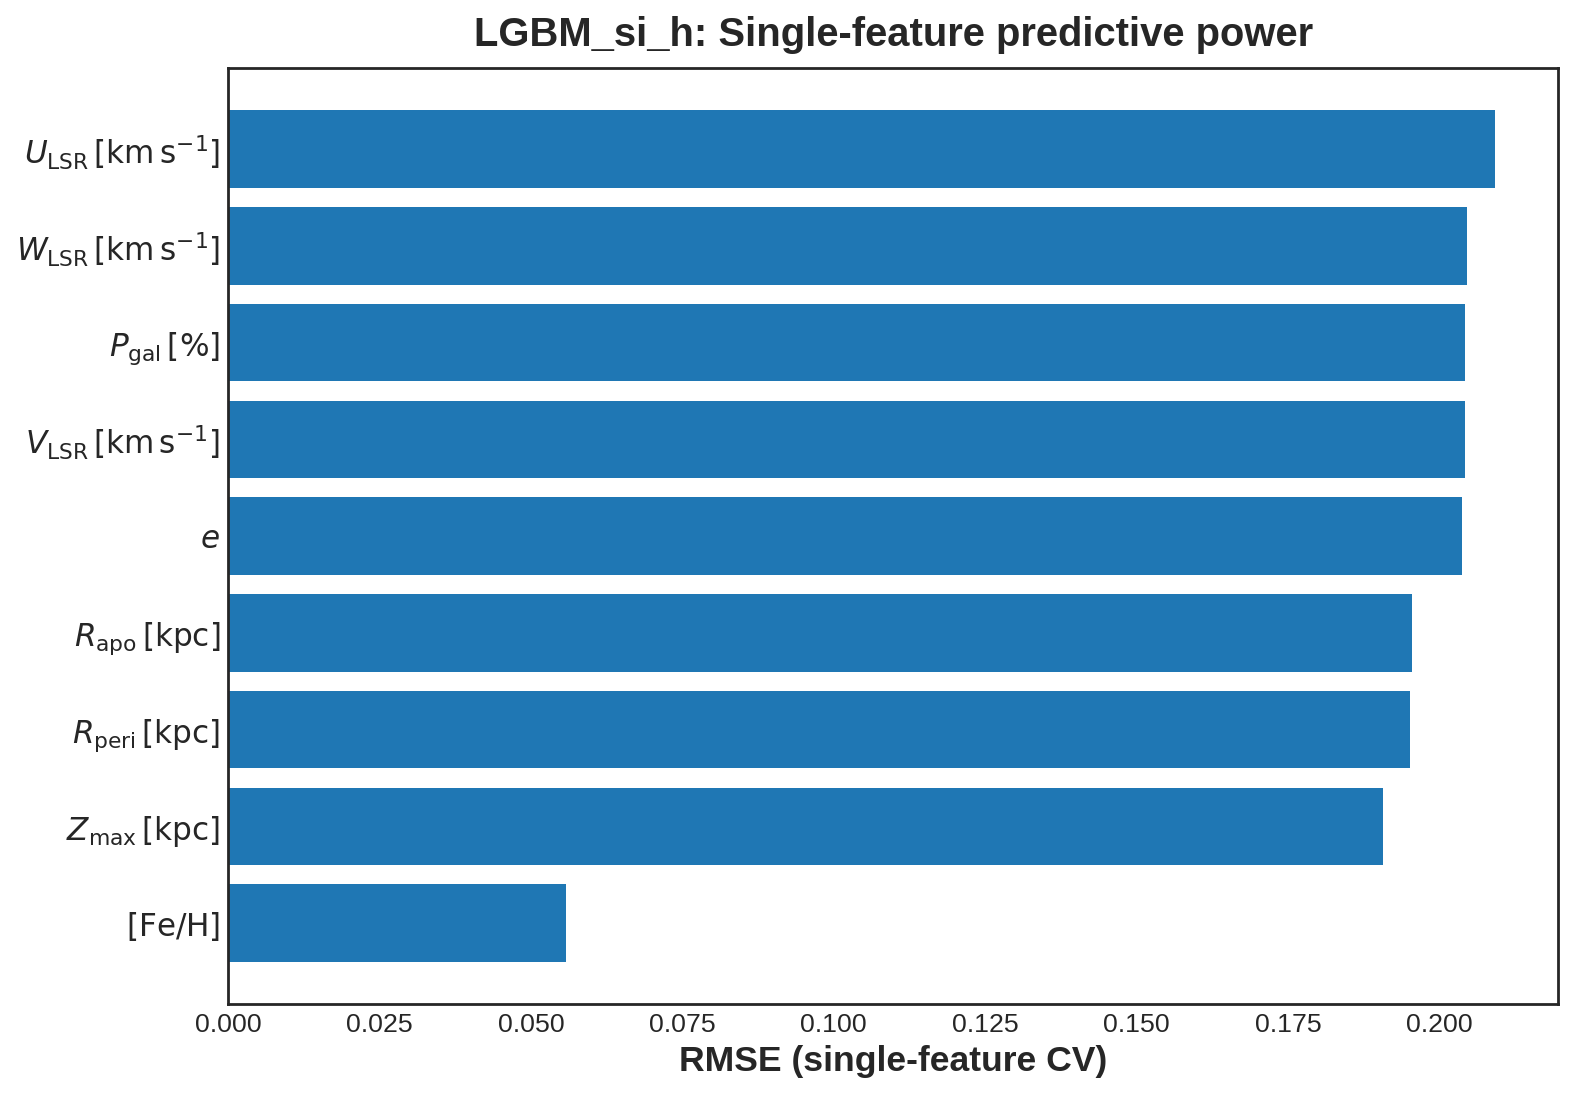 LGBM_si_h: Single-feature predictive power
U_LSR [km s⁻¹]
W_LSR [km s⁻¹]
P_gal [%]
V_LSR [km s⁻¹]
e
R_apo [kpc]
R_peri [kpc]
Z_max [kpc]
[Fe/H]
0.000 0.025 0.050 0.075 0.100 0.125 0.150 0.175 0.200
RMSE (single-feature CV)